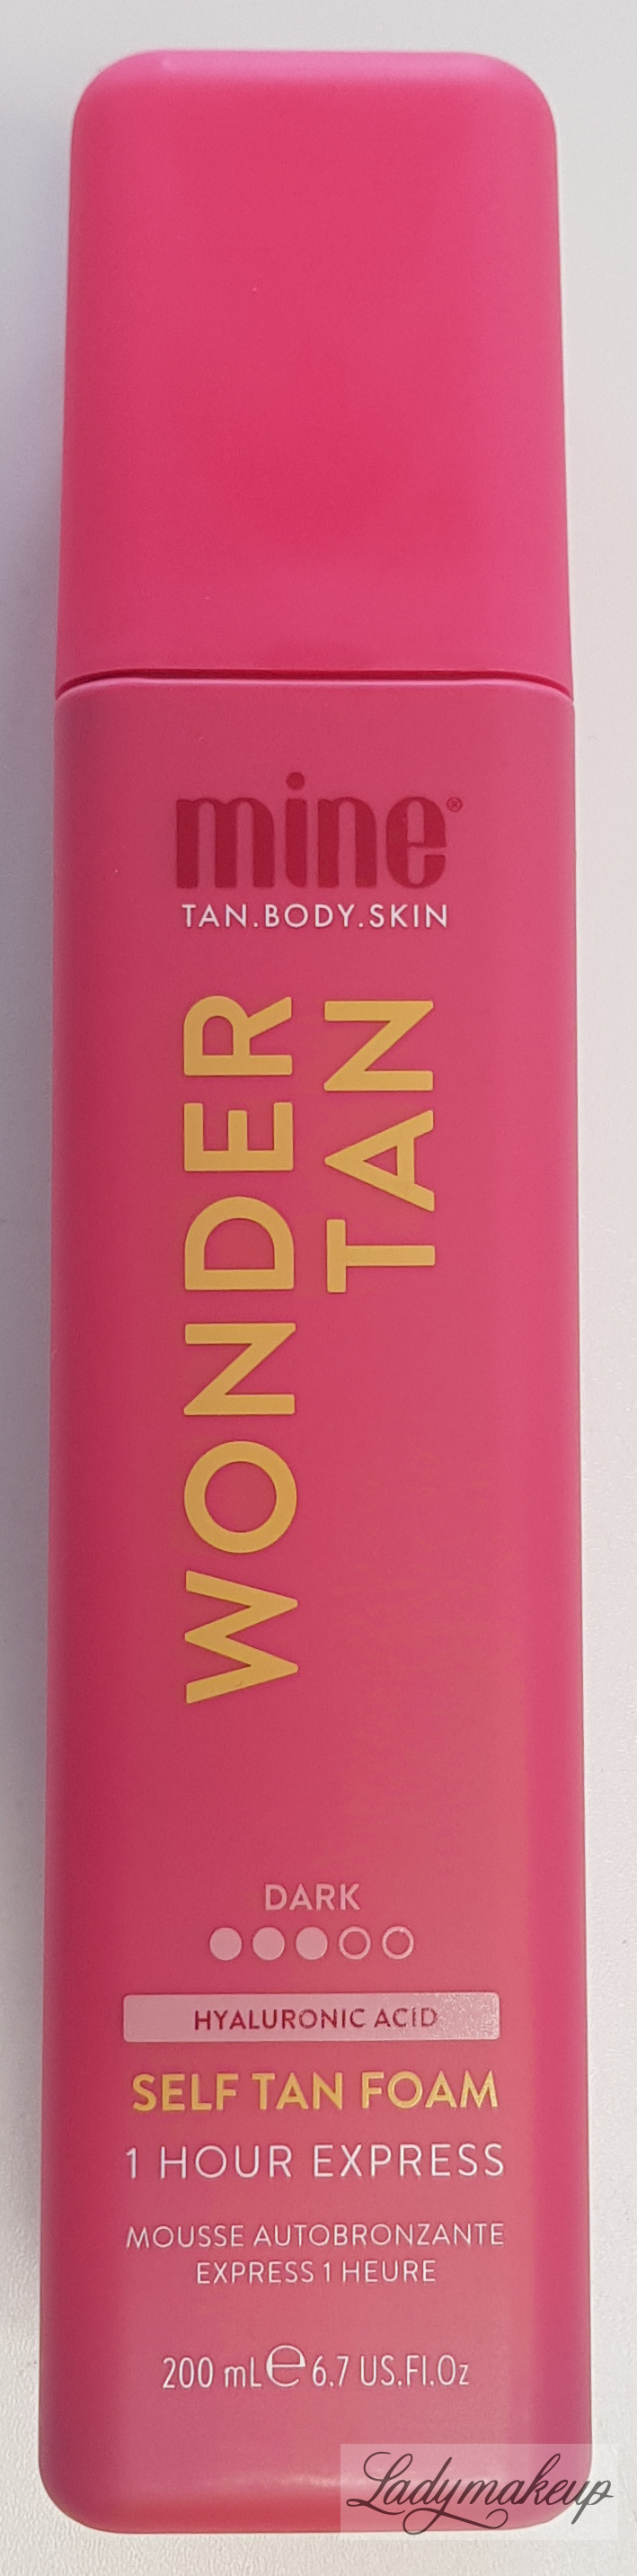 mine®
TAN.BODY.SKIN
WONDER
TAN
DARK
HYALURONIC ACID
SELF TAN FOAM
1 HOUR EXPRESS
MOUSSE AUTOBRONZANTE
EXPRESS 1 HEURE
200 mL℮6.7 US.Fl.Oz
Ladymakeup